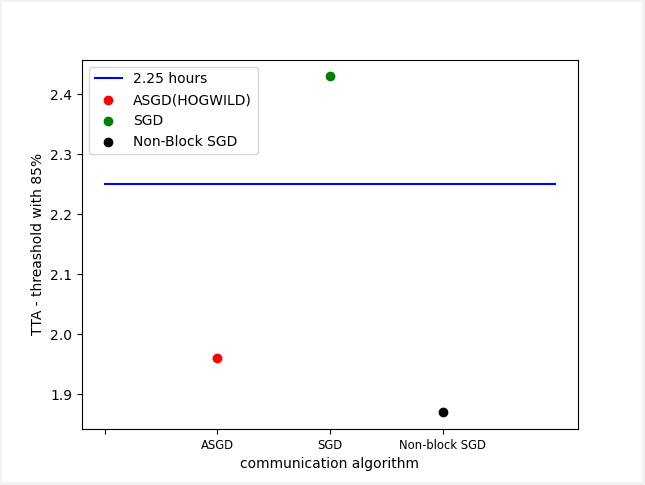 2.25 hours
ASGD(HOGWILD)
SGD
Non-Block SGD
TTA - threashold with 85%
2.4
2.3
2.2
2.1
2.0
1.9
ASGD
SGD
Non-block SGD
communication algorithm